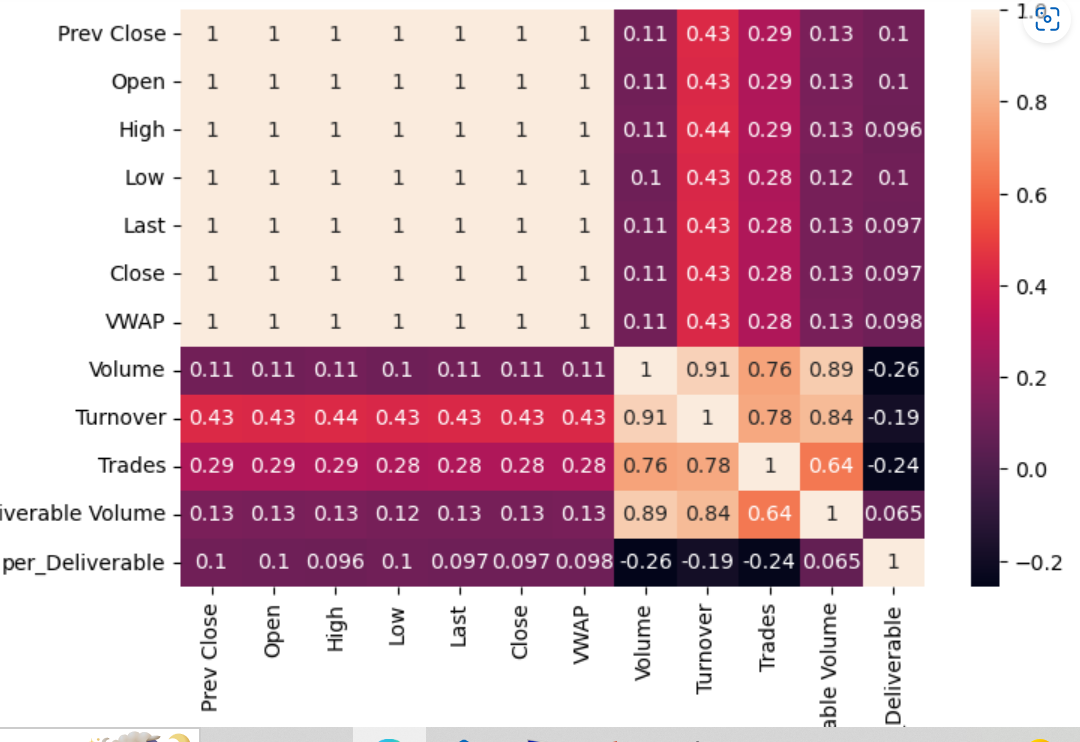 Prev Close 1 1 1 1 1 1 1 0.11 0.43 0.29 0.13 0.1
Open 1 1 1 1 1 1 1 0.11 0.43 0.29 0.13 0.1
High 1 1 1 1 1 1 1 0.11 0.44 0.29 0.13 0.096
Low 1 1 1 1 1 1 1 0.1 0.43 0.28 0.12 0.1
Last 1 1 1 1 1 1 1 0.11 0.43 0.28 0.13 0.097
Close 1 1 1 1 1 1 1 0.11 0.43 0.28 0.13 0.097
VWAP 1 1 1 1 1 1 1 0.11 0.43 0.28 0.13 0.098
Volume 0.11 0.11 0.11 0.1 0.11 0.11 0.11 1 0.91 0.76 0.89 -0.26
Turnover 0.43 0.43 0.44 0.43 0.43 0.43 0.43 0.91 1 0.78 0.84 -0.19
Trades 0.29 0.29 0.29 0.28 0.28 0.28 0.28 0.76 0.78 1 0.64 -0.24
iverable Volume 0.13 0.13 0.13 0.12 0.13 0.13 0.13 0.89 0.84 0.64 1 0.065
per_Deliverable 0.1 0.1 0.096 0.1 0.097 0.097 0.098 -0.26 -0.19 -0.24 0.065 1
Prev Close
Open
High
Low
Last
Close
VWAP
Volume
Turnover
Trades
able Volume
_Deliverable
0.8
0.6
0.4
0.2
0.0
−0.2